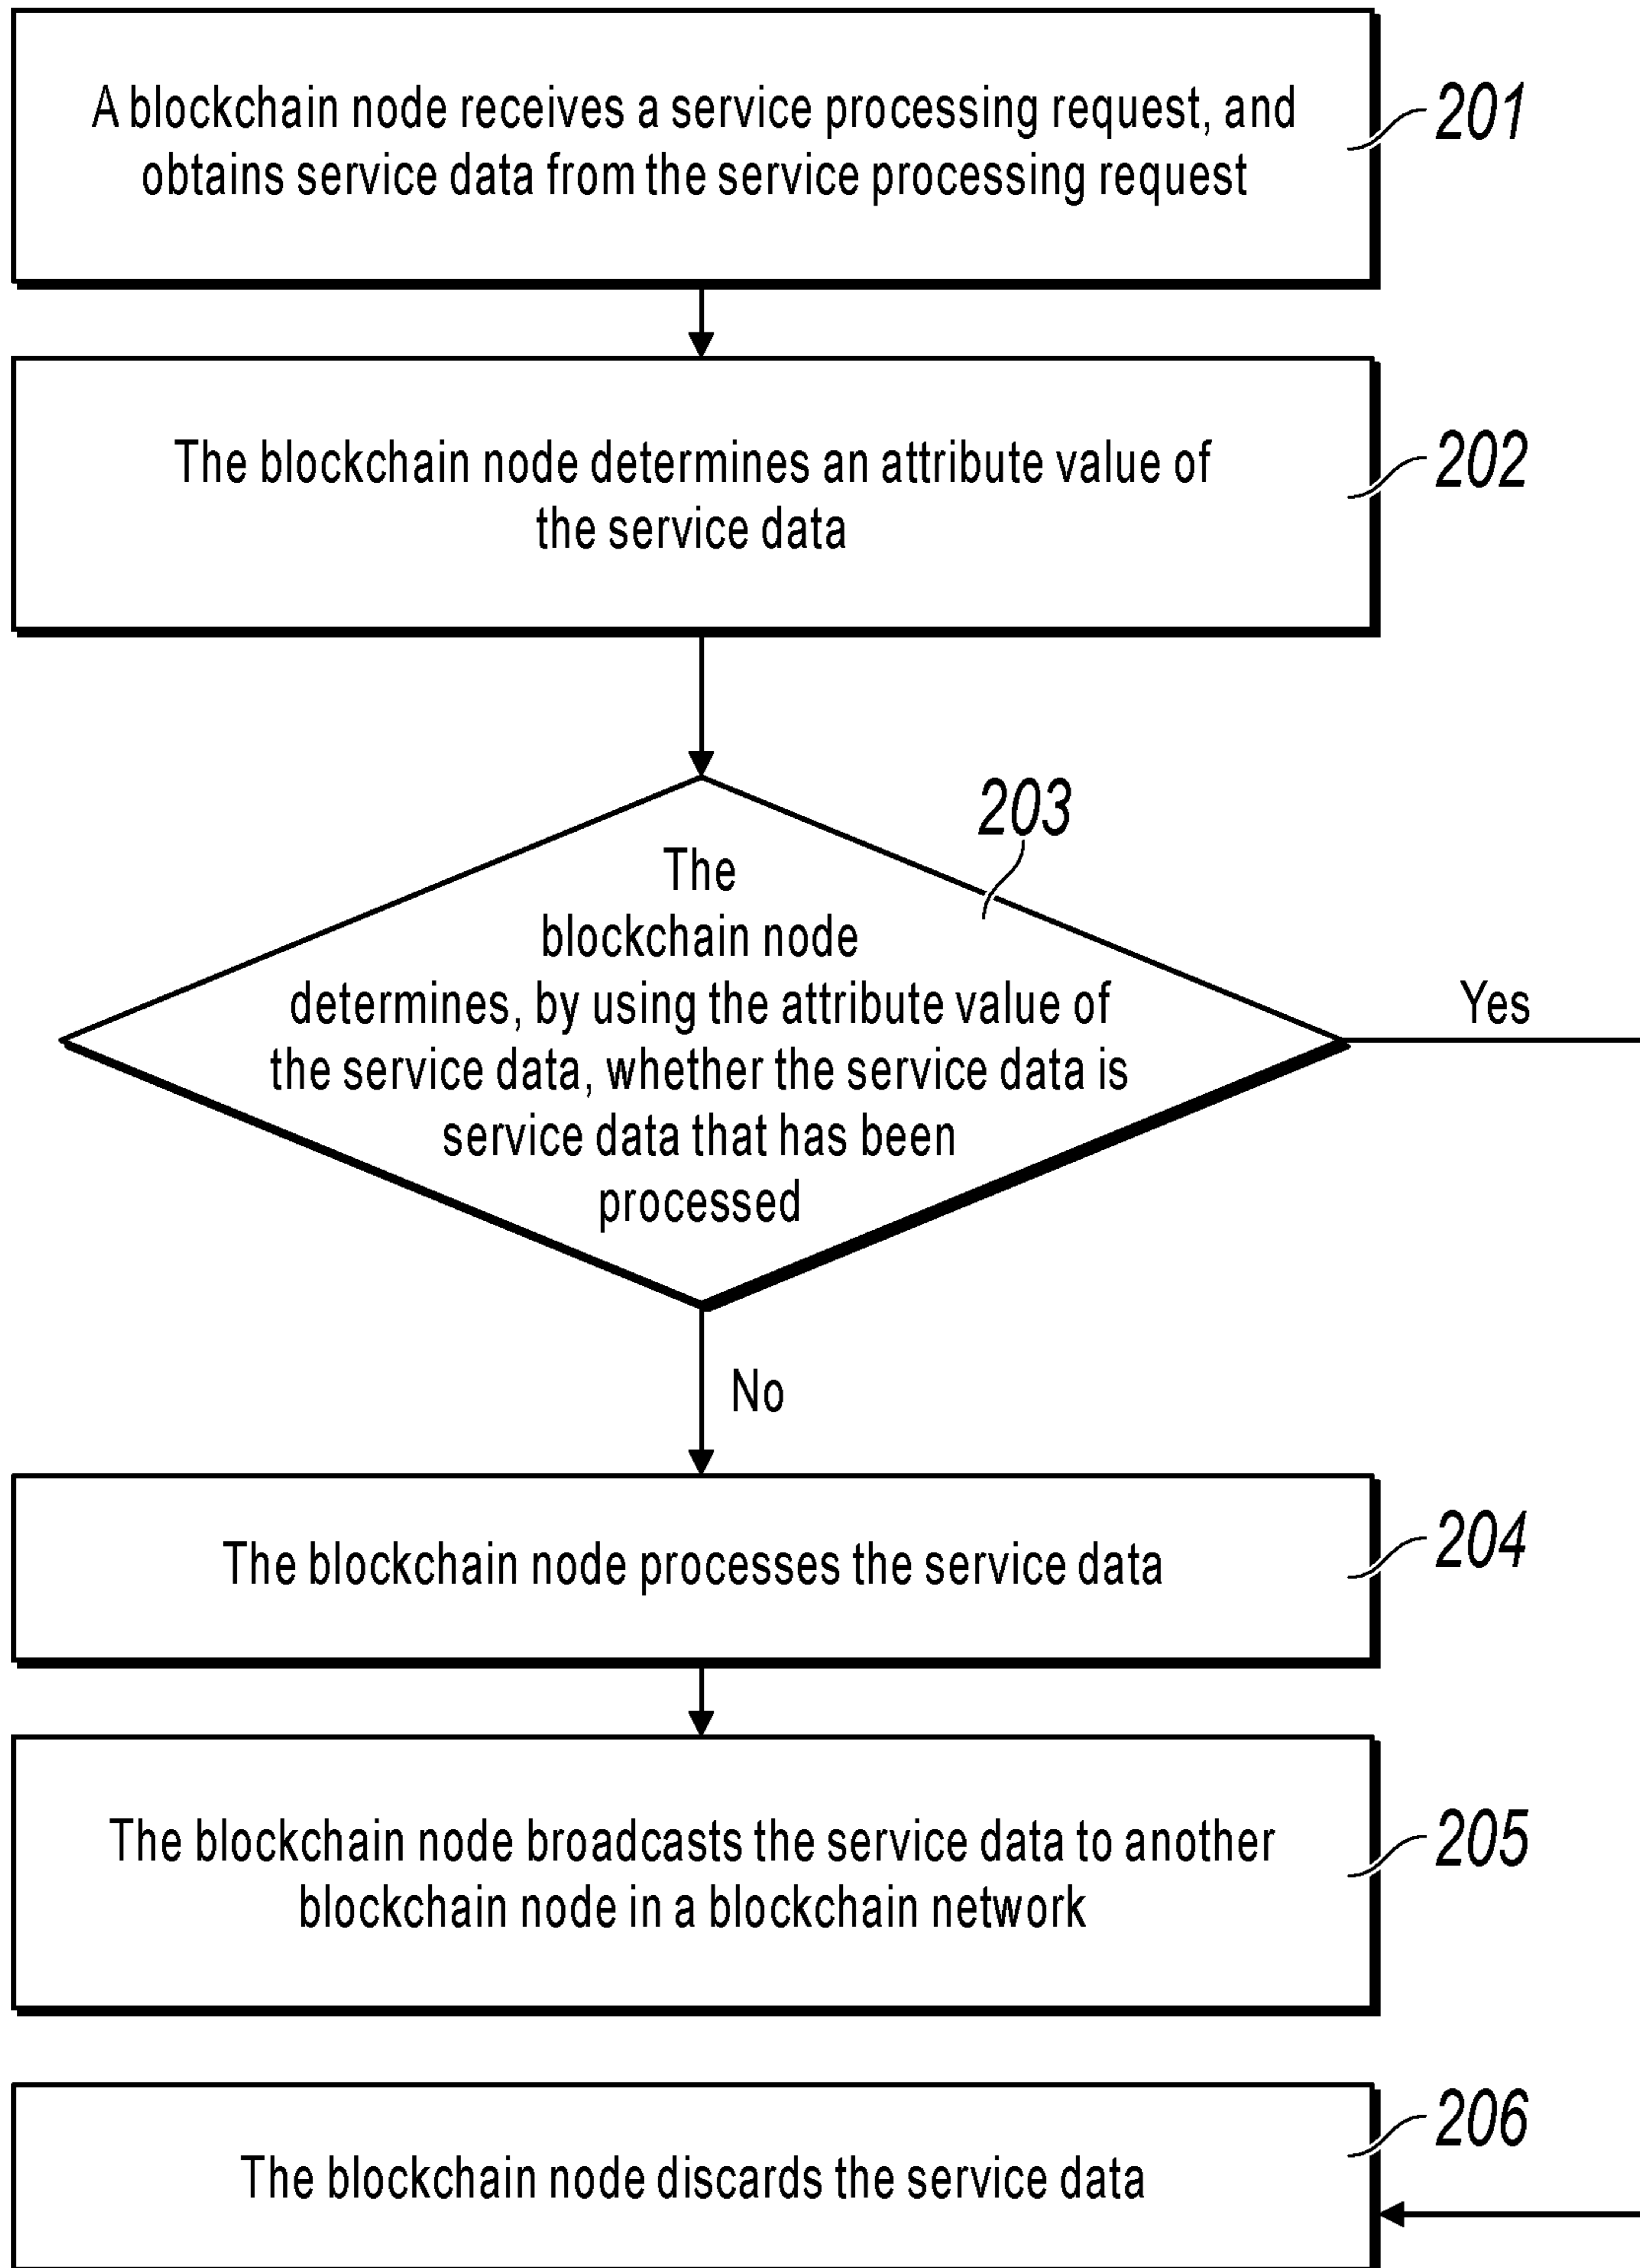 A blockchain node receives a service processing request, and
obtains service data from the service processing request
201
The blockchain node determines an attribute value of
the service data
202
203
The
blockchain node
determines, by using the attribute value of
the service data, whether the service data is
service data that has been
processed
Yes
No
The blockchain node processes the service data
204
The blockchain node broadcasts the service data to another
blockchain node in a blockchain network
205
The blockchain node discards the service data
206